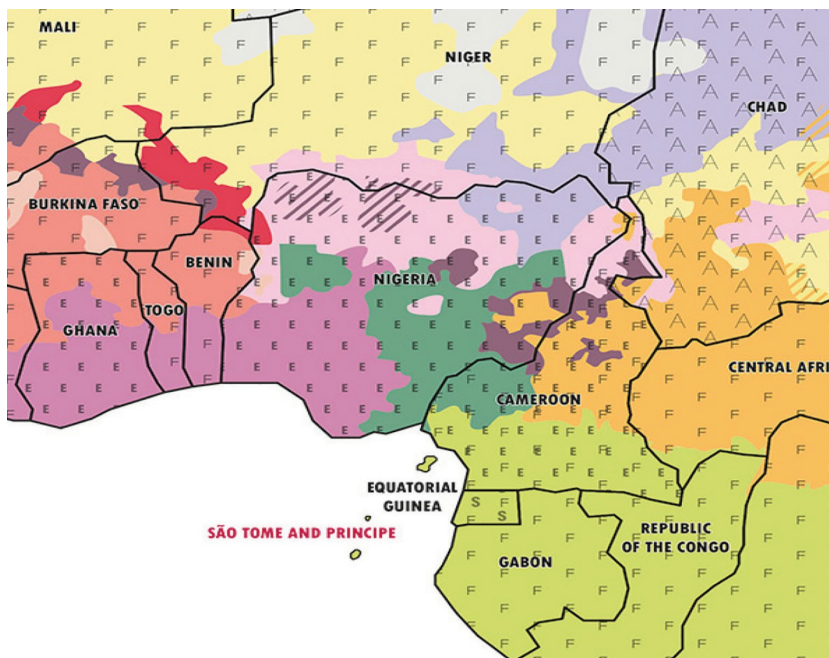 MALI
NIGER
CHAD
BURKINA FASO
BENIN
NIGERIA
TOGO
GHANA
CENTRAL AFRI
CAMEROON
EQUATORIAL
GUINEA
S
S
SÃO TOME AND PRINCIPE
REPUBLIC
OF THE CONGO
GABON